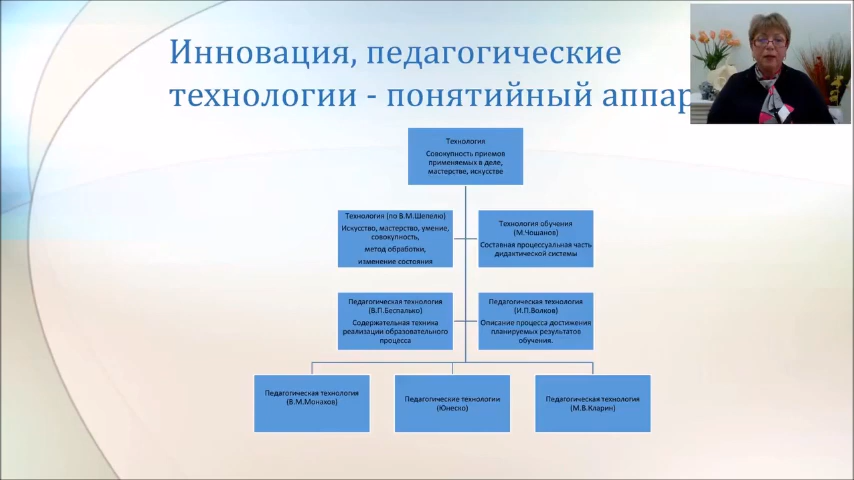 Инновация, педагогические
технологии - понятийный аппар
Технология
Совокупность приемов
применяемых в деле,
мастерстве, искусстве
Технология (по В.М.Шепелю)
Искусство, мастерство, умение,
совокупность,
метод обработки,
изменение состояния
Технология обучения
(М.Чошанов)
Составная процессуальная часть
дидактической системы
Педагогическая технология
(В.П.Беспалько)
Содержательная техника
реализации образовательного
процесса
Педагогическая технология
(И.П.Волков)
Описание процесса достижения
планируемых результатов
обучения.
Педагогическая технология
(В.М.Монахов)
Педагогические технологии
(Юнеско)
Педагогическая технология
(М.В.Кларин)